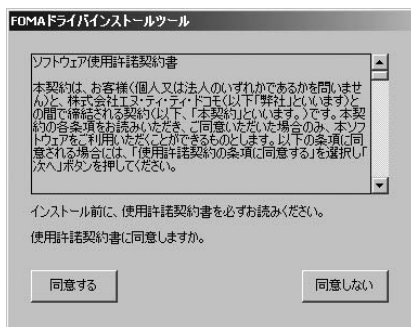 FOMAドライバインストールツール
ソフトウェア使用許諾契約書
本契約は、お客様(個人又は法人のいずれかであるかを問いませ
ん)と、株式会社エヌ・ティ・ティ・ドコモ(以下「弊社」といいます)と
の間で締結される契約(以下、「本契約」といいます。)です。本契
約の各条項をお読みいただき、ご同意いただいた場合のみ、本ソフ
トウェアをご利用いただくことができるものとします。以下の条項に同
意される場合には、「使用許諾契約の条項に同意する」を選択し「
次へ」ボタンを押してください。
インストール前に、使用許諾契約書を必ずお読みください。
使用許諾契約書に同意しますか。
同意する
同意しない